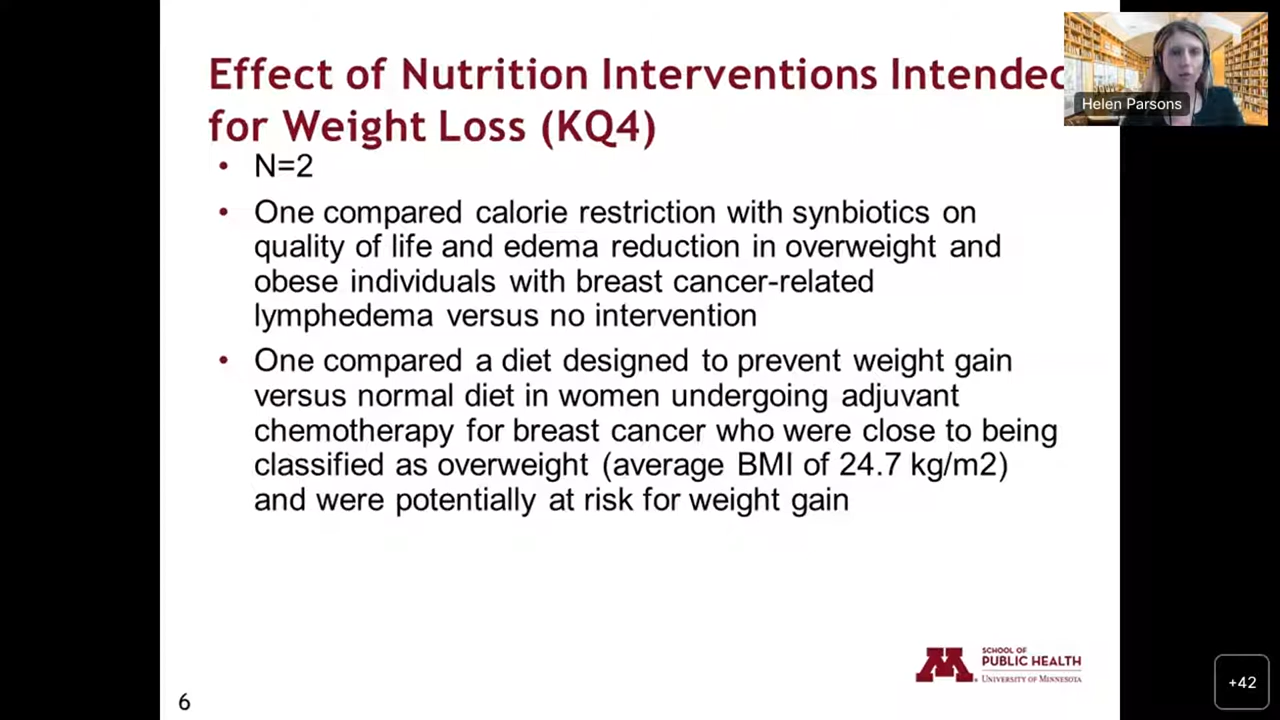 Effect of Nutrition Interventions Intended
for Weight Loss (KQ4)
• N=2
• One compared calorie restriction with synbiotics on
quality of life and edema reduction in overweight and
obese individuals with breast cancer-related
lymphedema versus no intervention
• One compared a diet designed to prevent weight gain
versus normal diet in women undergoing adjuvant
chemotherapy for breast cancer who were close to being
classified as overweight (average BMI of 24.7 kg/m2)
and were potentially at risk for weight gain
Helen Parsons
M
SCHOOL OF
PUBLIC HEALTH
UNIVERSITY OF MINNESOTA
6
+42